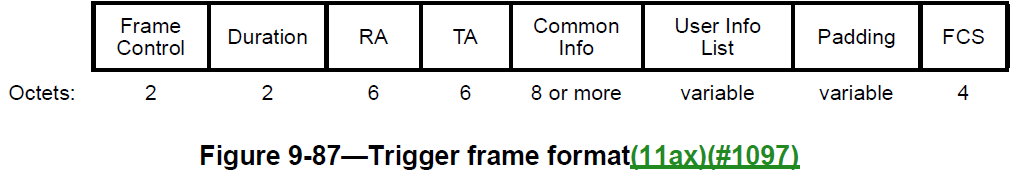 Frame Control
Duration
RA
TA
Common Info
User Info List
Padding
FCS
Octets: 2 2 6 6 8 or more variable variable 4
Figure 9-87—Trigger frame format(11ax)(#1097)